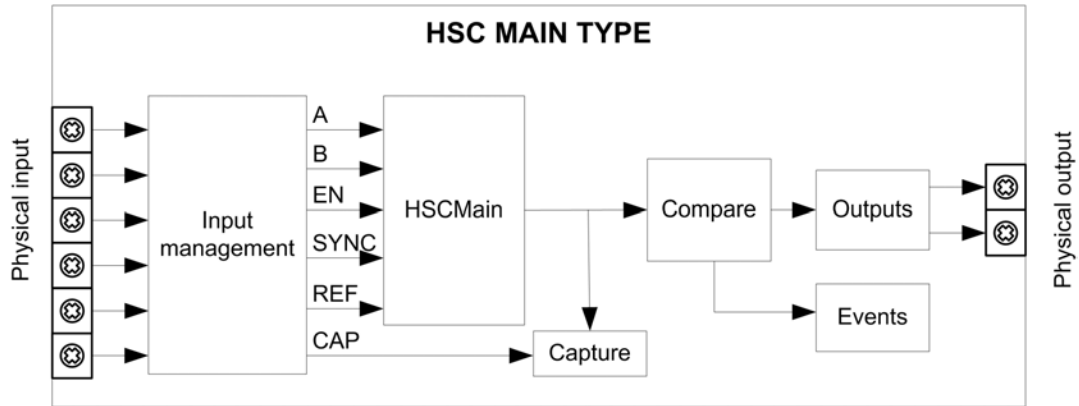 HSC MAIN TYPE
Physical input
Input
management
A
B
EN
SYNC
REF
CAP
HSCMain
Capture
Compare
Outputs
Events
Physical output